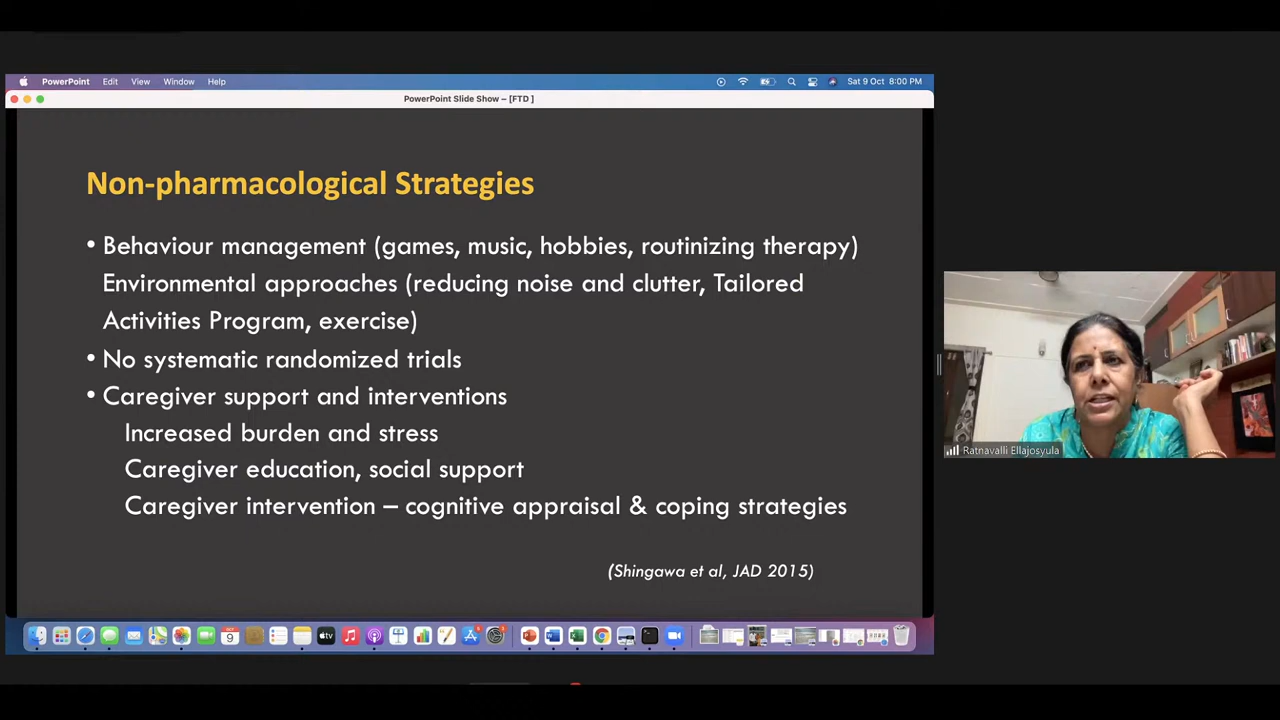 PowerPoint Edit View Window Help Sat 9 Oct 8:00 PM
PowerPoint Slide Show – [FTD ]
Non-pharmacological Strategies
• Behaviour management (games, music, hobbies, routinizing therapy)
Environmental approaches (reducing noise and clutter, Tailored
Activities Program, exercise)
• No systematic randomized trials
• Caregiver support and interventions
Increased burden and stress
Caregiver education, social support
Caregiver intervention – cognitive appraisal & coping strategies
(Shingawa et al, JAD 2015)
Ratnavalli Ellajosyula
9
tv